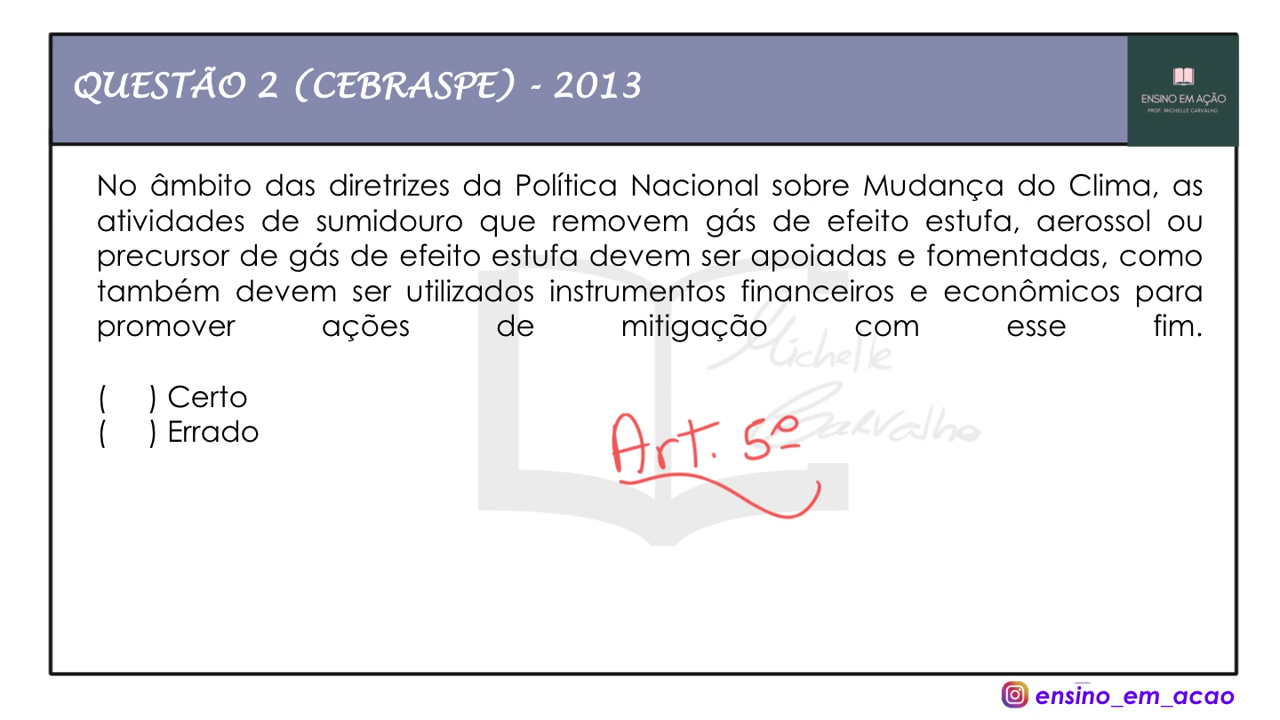 QUESTÃO 2 (CEBRASPE) - 2013
ENSINO EM AÇÃO
PROF. MICHELLE CARVALHO
No âmbito das diretrizes da Política Nacional sobre Mudança do Clima, as
atividades de sumidouro que removem gás de efeito estufa, aerossol ou
precursor de gás de efeito estufa devem ser apoiadas e fomentadas, como
também devem ser utilizados instrumentos financeiros e econômicos para
promover ações de mitigação com esse fim.
Michelle
Carvalho
( ) Certo
( ) Errado
Art. 5º
ensino_em_acao